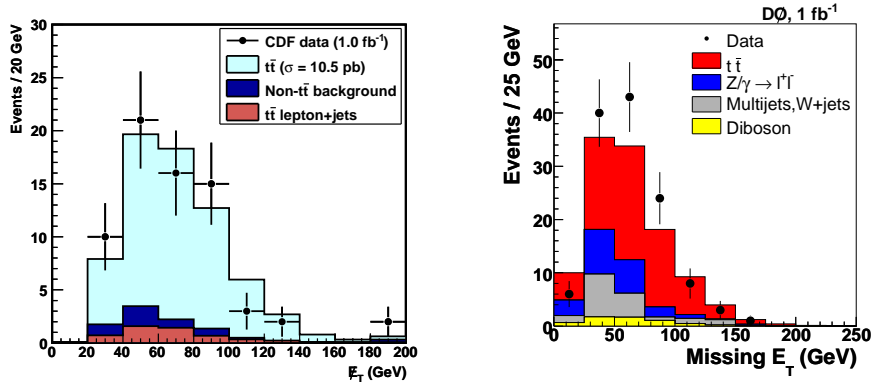 Events / 20 GeV
30
25
20
15
10
5
0
0 20 40 60 80 100 120 140 160 180 200
E̸_T (GeV)
CDF data (1.0 fb⁻¹)
tt̄ (σ = 10.5 pb)
Non-tt̄ background
tt̄ lepton+jets
DØ, 1 fb⁻¹
Events / 25 GeV
50
40
30
20
10
0
0 50 100 150 200 250
Missing E_T (GeV)
Data
t t̄
Z/γ → l⁺l⁻
Multijets,W+jets
Diboson